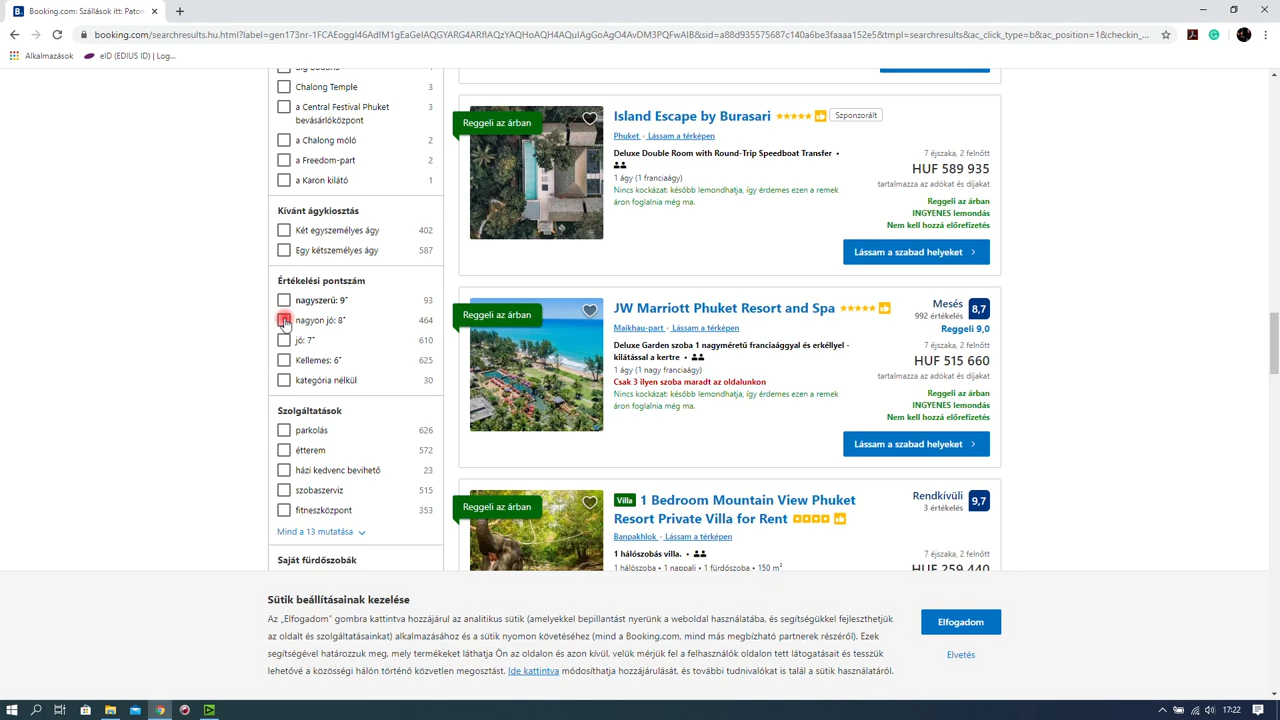 Booking.com: Szállások itt: Paton
booking.com/searchresults.hu.html?label=gen173nr-1FCAEoggI46AdIM1gEaGeIAQGYARG4ARfIAQzYAQHoAQH4AQuIAgGoAgO4AvDM3PQFwAIB&sid=a88d935575687c140a6be3faaaa152e5&tmpl=searchresults&ac_click_type=b&ac_position=1&checkin_...
Alkalmazások
eID (EDIUS ID) | Log...
Chalong Temple 3
a Central Festival Phuket 3
bevásárlóközpont
a Chalong móló 2
a Freedom-part 2
a Karon kilátó 1
Kívánt ágykiosztás
Két egyszemélyes ágy 402
Egy kétszemélyes ágy 587
Értékelési pontszám
nagyszerű: 9+ 93
nagyon jó: 8+ 464
jó: 7+ 610
Kellemes: 6+ 625
kategória nélkül 30
Szolgáltatások
parkolás 626
étterem 572
házi kedvenc bevihető 23
szobaszerviz 515
fitneszközpont 353
Mind a 13 mutatása
Saját fürdőszobák
Reggeli az árban
Island Escape by Burasari
Szponzorált
Phuket - Lássam a térképen
Deluxe Double Room with Round-Trip Speedboat Transfer •
1 ágy (1 franciaágy)
Nincs kockázat: később lemondhatja, így érdemes ezen a remek
áron foglalnia még ma.
7 éjszaka, 2 felnőtt
HUF 589 935
tartalmazza az adókat és díjakat
Reggeli az árban
INGYENES lemondás
Nem kell hozzá előrefizetés
Lássam a szabad helyeket
Reggeli az árban
JW Marriott Phuket Resort and Spa
Maikhau-part - Lássam a térképen
Deluxe Garden szoba 1 nagyméretű franciaággyal és erkéllyel -
kilátással a kertre •
1 ágy (1 nagy franciaágy)
Csak 3 ilyen szoba maradt az oldalunkon
Nincs kockázat: később lemondhatja, így érdemes ezen a remek
áron foglalnia még ma.
Mesés 8,7
992 értékelés
Reggeli 9,0
7 éjszaka, 2 felnőtt
HUF 515 660
tartalmazza az adókat és díjakat
Reggeli az árban
INGYENES lemondás
Nem kell hozzá előrefizetés
Lássam a szabad helyeket
Reggeli az árban
Villa 1 Bedroom Mountain View Phuket
Resort Private Villa for Rent
Banpakhlok - Lássam a térképen
1 hálószobás villa. •
1 hálószoba • 1 nappali • 1 fürdőszoba • 150 m²
Rendkívüli 9,7
3 értékelés
7 éjszaka, 2 felnőtt
HUF 259 440
Sütik beállításainak kezelése
Az „Elfogadom" gombra kattintva hozzájárul az analitikus sütik (amelyekkel bepillantást nyerünk a weboldal használatába, és segítségükkel fejleszthetjük
az oldalt és szolgáltatásainkat) alkalmazásához és a sütik nyomon követéséhez (mind a Booking.com, mind más megbízható partnerek részéről). Ezek
segítségével határozzuk meg, mely termékeket láthatja Ön az oldalon és azon kívül, velük mérjük fel a felhasználók oldalon tett látogatásait és tesszük
lehetővé a közösségi hálón történő közvetlen megosztást. Ide kattintva módosíthatja hozzájárulását, és további tudnivalókat is talál a sütik használatáról.
Elfogadom
Elvetés
17:22